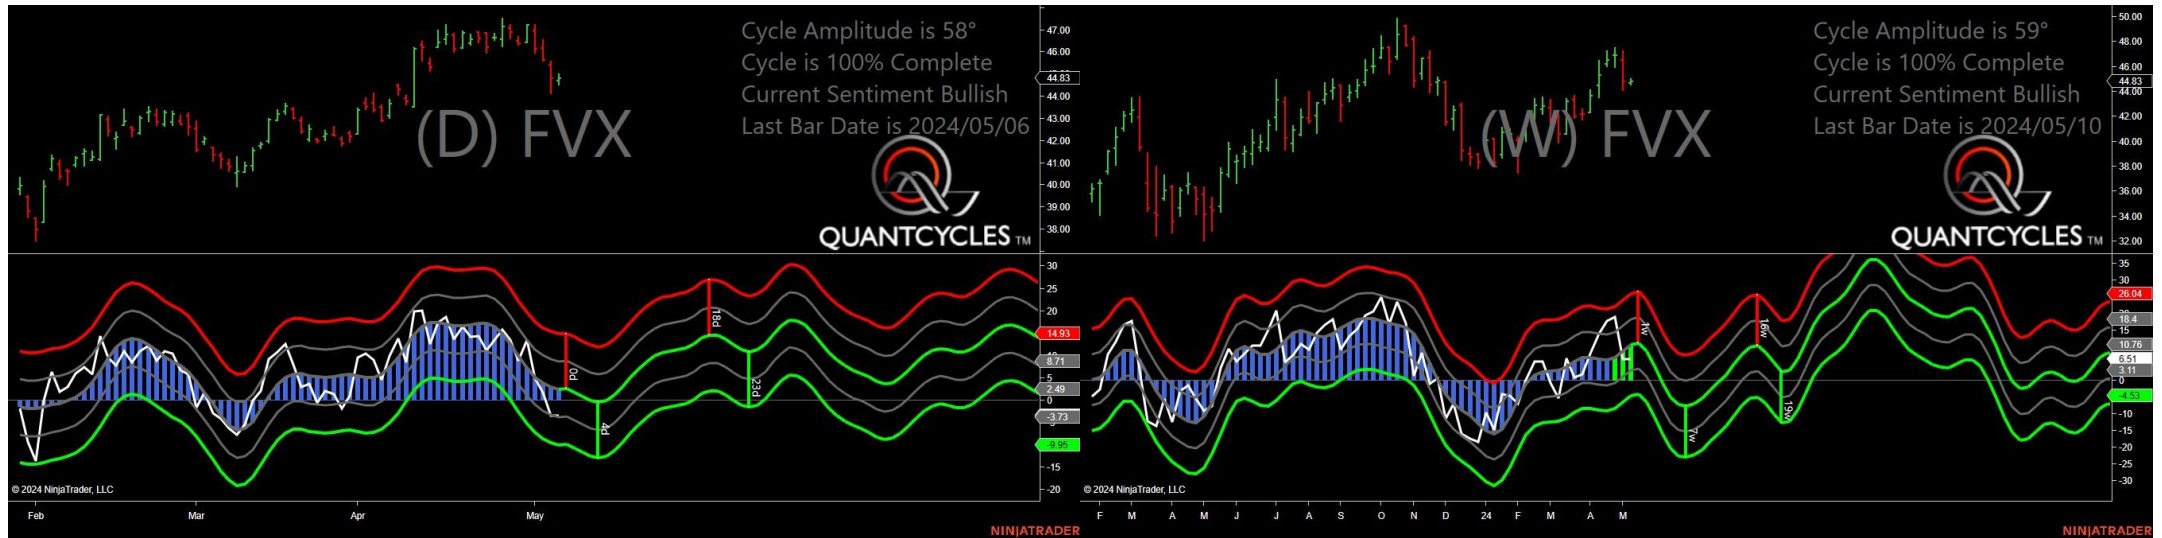 Cycle Amplitude is 58°
Cycle is 100% Complete
Current Sentiment Bullish
Last Bar Date is 2024/05/06
(D) FVX
QUANTCYCLES TM
47.00
46.00
44.83
44.00
43.00
42.00
41.00
40.00
39.00
38.00
30
25
20
14.93
8.71
5
2.49
0
-3.73
-9.95
-15
-20
0d
4d
18d
23d
© 2024 NinjaTrader, LLC
Feb Mar Apr May
NINJATRADER
Cycle Amplitude is 59°
Cycle is 100% Complete
Current Sentiment Bullish
Last Bar Date is 2024/05/10
(W) FVX
QUANTCYCLES TM
50.00
48.00
46.00
44.83
44.00
42.00
40.00
38.00
36.00
34.00
32.00
35
30
26.04
18.4
15
10.76
6.51
3.11
0
-4.53
-10
-15
-20
-25
-30
1w
7w
16w
19w
© 2024 NinjaTrader, LLC
F M A M J J A S O N D 24 F M A M
NINJATRADER